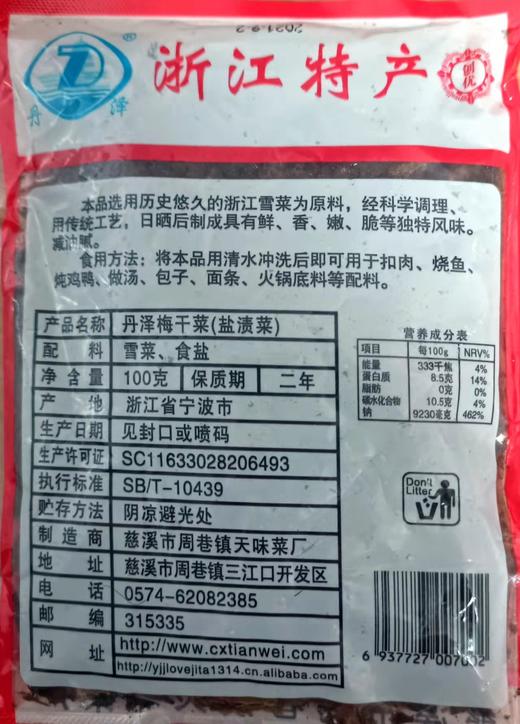 2021.9.2
丹 泽
®
浙江特产
创优
本品选用历史悠久的浙江雪菜为原料，经科学调理、
用传统工艺，日晒后制成具有鲜、香、嫩、脆等独特风味。
减油腻。
食用方法：将本品用清水冲洗后即可用于扣肉、烧鱼、
炖鸡鸭、做汤、包子、面条、火锅底料等配料。
产品名称 丹泽梅干菜(盐渍菜)
配料 雪菜、食盐
净含量 100克 保质期 二年
产地 浙江省宁波市
生产日期 见封口或喷码
生产许可证 SC11633028206493
执行标准 SB/T-10439
贮存方法 阴凉避光处
制造商 慈溪市周巷镇天味菜厂
地址 慈溪市周巷镇三江口开发区
电话 0574-62082385
邮编 315335
网址 http://www.cxtianwei.com
http://yjjlovejita1314.cn.alibaba.com
营养成分表
项目 每100g NRV%
能量 333千焦 4%
蛋白质 8.5克 14%
脂肪 0克 0%
碳水化合物 10.5克 4%
钠 9230毫克 462%
Don't
Litter
6 937727 007002